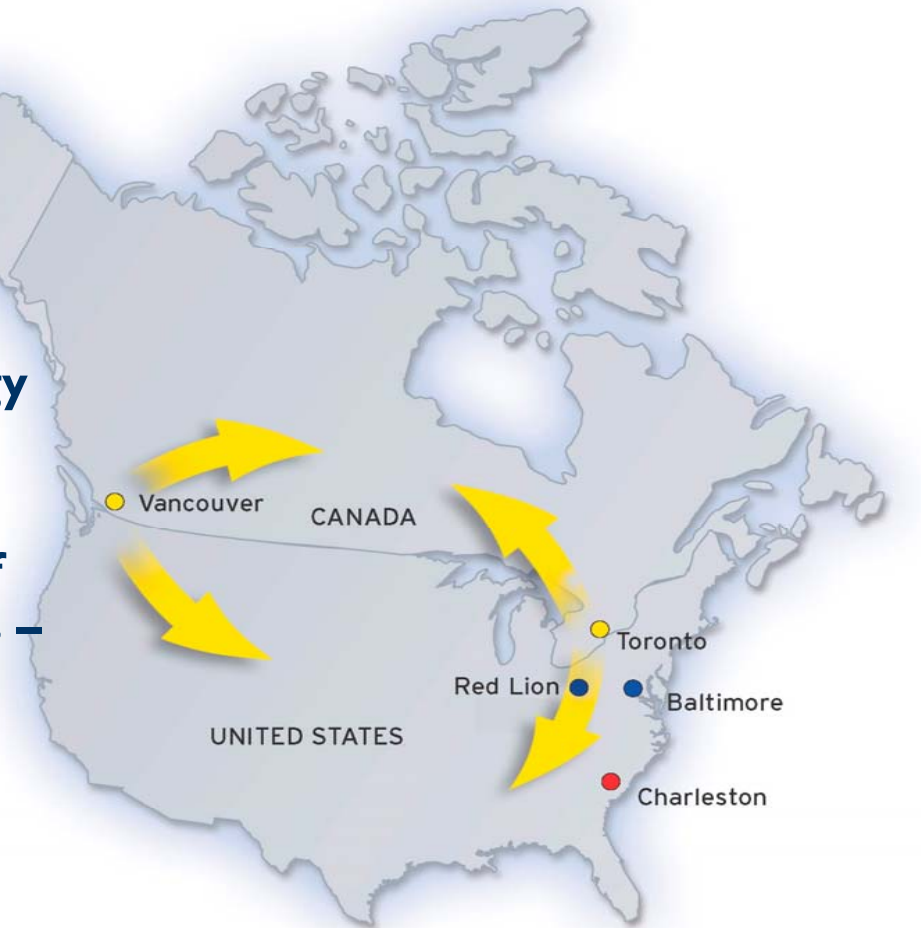 Vancouver
CANADA
Toronto
Red Lion
Baltimore
UNITED STATES
Charleston